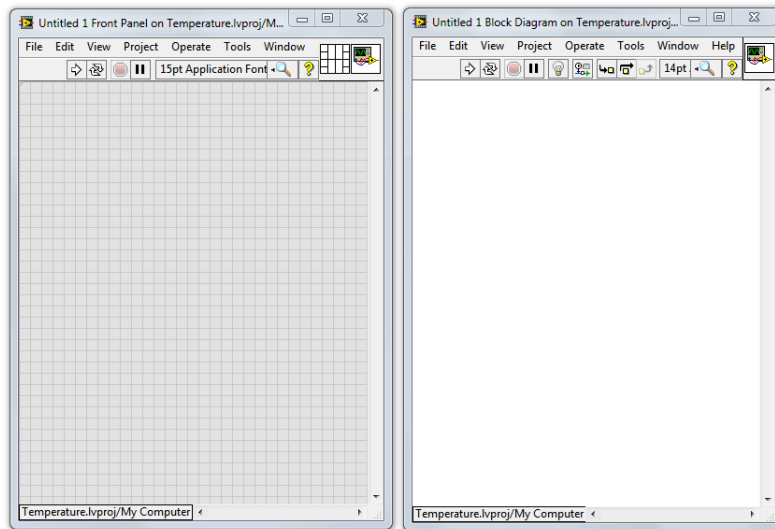 Untitled 1 Front Panel on Temperature.lvproj/M...
File Edit View Project Operate Tools Window
15pt Application Font
?
Temperature.lvproj/My Computer
Untitled 1 Block Diagram on Temperature.lvproj...
File Edit View Project Operate Tools Window Help
14pt
?
Temperature.lvproj/My Computer